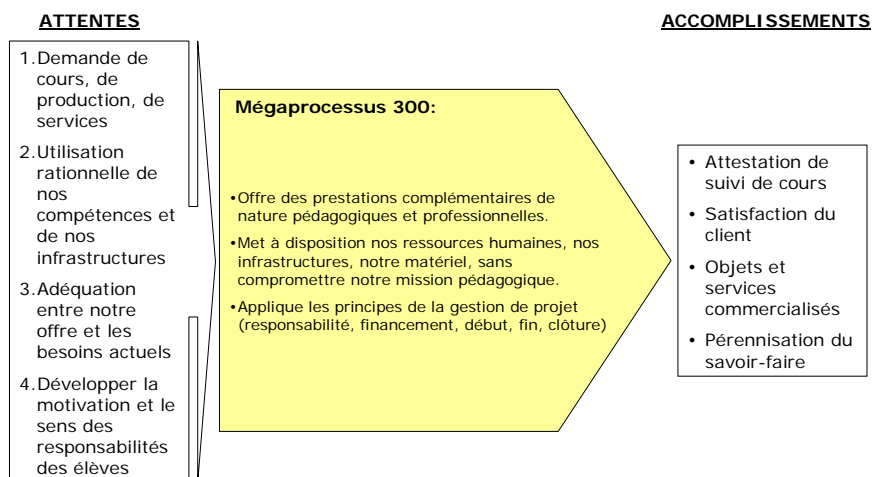 ATTENTES
1.Demande de
cours, de
production, de
services
2.Utilisation
rationnelle de
nos
compétences et
de nos
infrastructures
3.Adéquation
entre notre
offre et les
besoins actuels
4.Développer la
motivation et le
sens des
responsabilités
des élèves
Mégaprocessus 300:
•Offre des prestations complémentaires de
nature pédagogiques et professionnelles.
•Met à disposition nos ressources humaines, nos
infrastructures, notre matériel, sans
compromettre notre mission pédagogique.
•Applique les principes de la gestion de projet
(responsabilité, financement, début, fin, clôture)
ACCOMPLISSEMENTS
• Attestation de
suivi de cours
• Satisfaction du
client
• Objets et
services
commercialisés
• Pérennisation du
savoir-faire